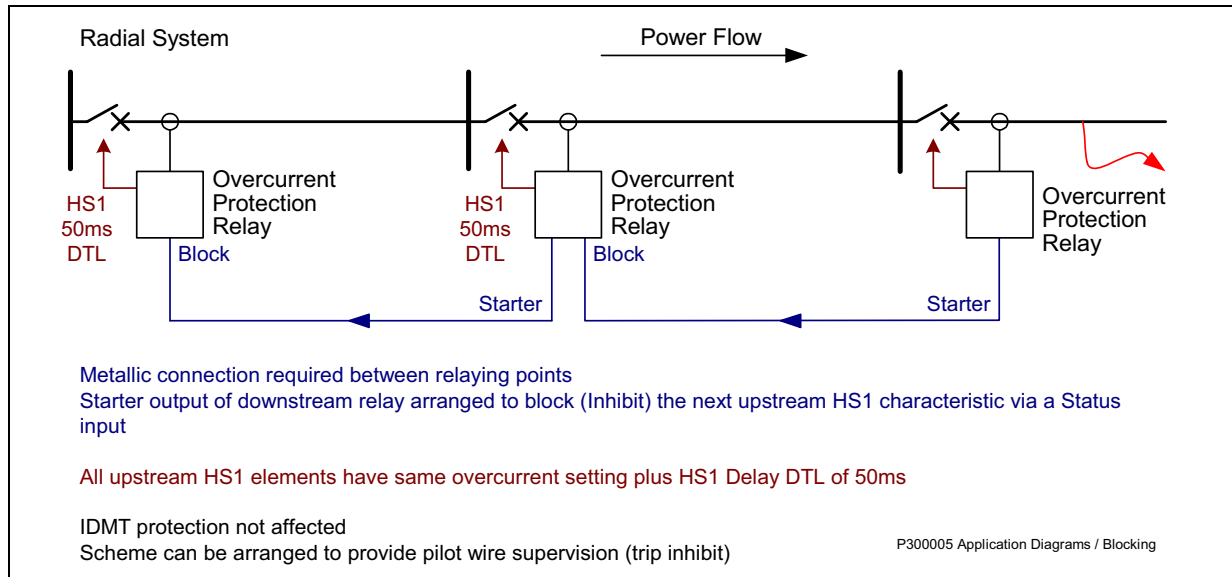 Radial System
Power Flow
HS1
50ms
DTL
Overcurrent
Protection
Relay
Block
HS1
50ms
DTL
Overcurrent
Protection
Relay
Block
Overcurrent
Protection
Relay
Starter
Starter
Metallic connection required between relaying points
Starter output of downstream relay arranged to block (Inhibit) the next upstream HS1 characteristic via a Status
input
All upstream HS1 elements have same overcurrent setting plus HS1 Delay DTL of 50ms
IDMT protection not affected
Scheme can be arranged to provide pilot wire supervision (trip inhibit)
P300005 Application Diagrams / Blocking